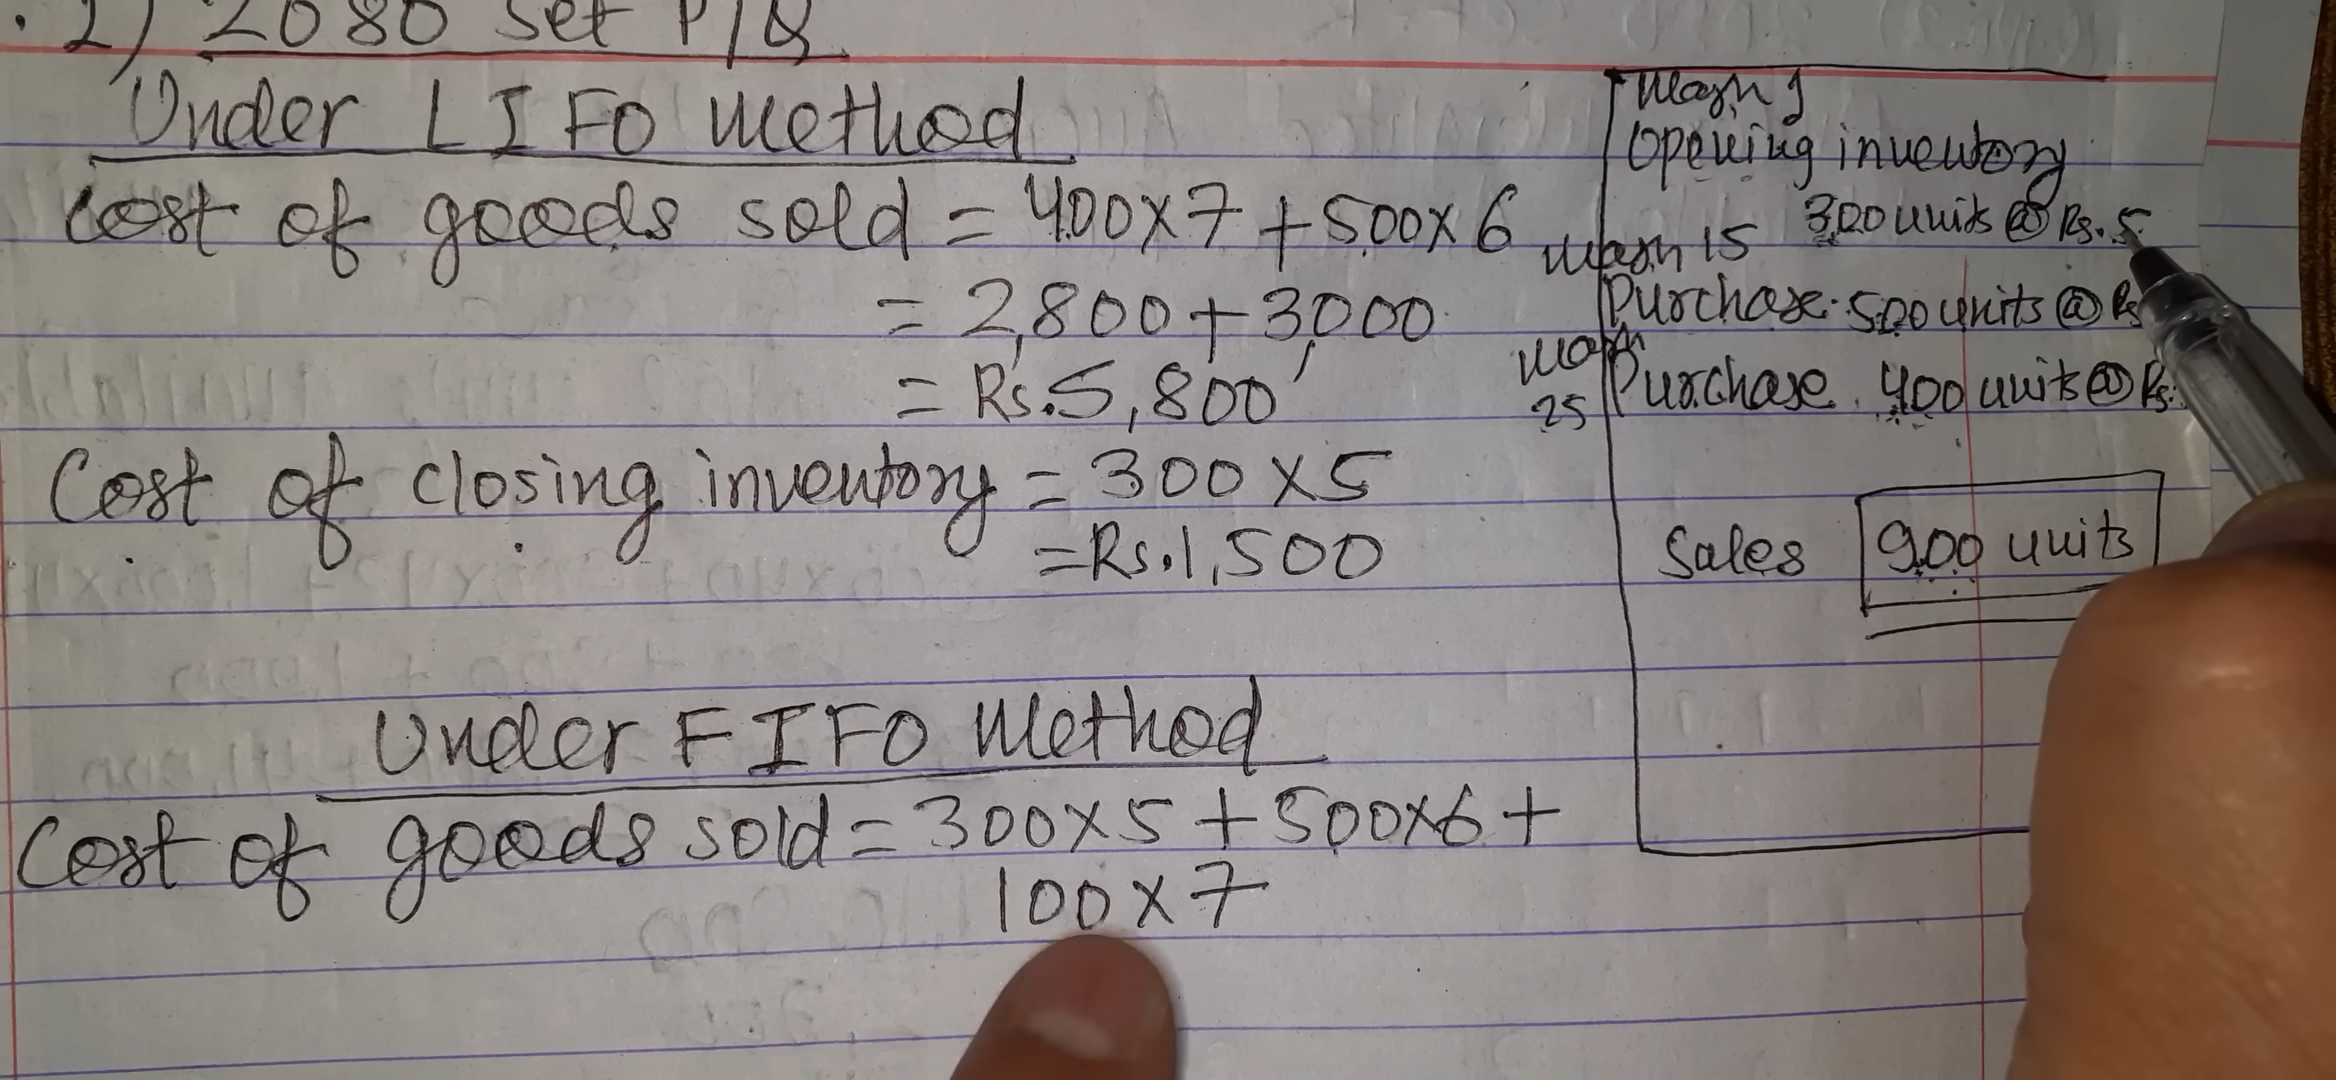 2) 2080 Set P/Q
Under LIFO Method
Cost of goods sold = 400×7 + 500×6
= 2,800 + 3,000
= Rs.5,800
Cost of closing inventory = 300×5
= Rs.1,500
Under FIFO Method
Cost of goods sold = 300×5 + 500×6 +
100×7
Opening inventory
300 units @ Rs. 5
15
Purchase. 500 units @ Rs
25
Purchase. 400 units @ Rs.
Sales 900 units